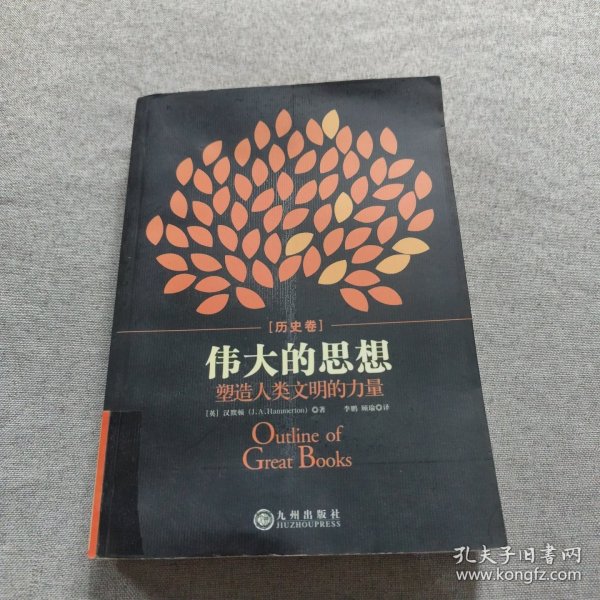 [历史卷]
伟大的思想
塑造人类文明的力量
[英] 汉默顿 (J.A.Hammerton) 著 李鹏 顾瑜 译
Outline of
Great Books
九州出版社
JIUZHOUPRESS
孔夫子旧书网
www.kongfz.com